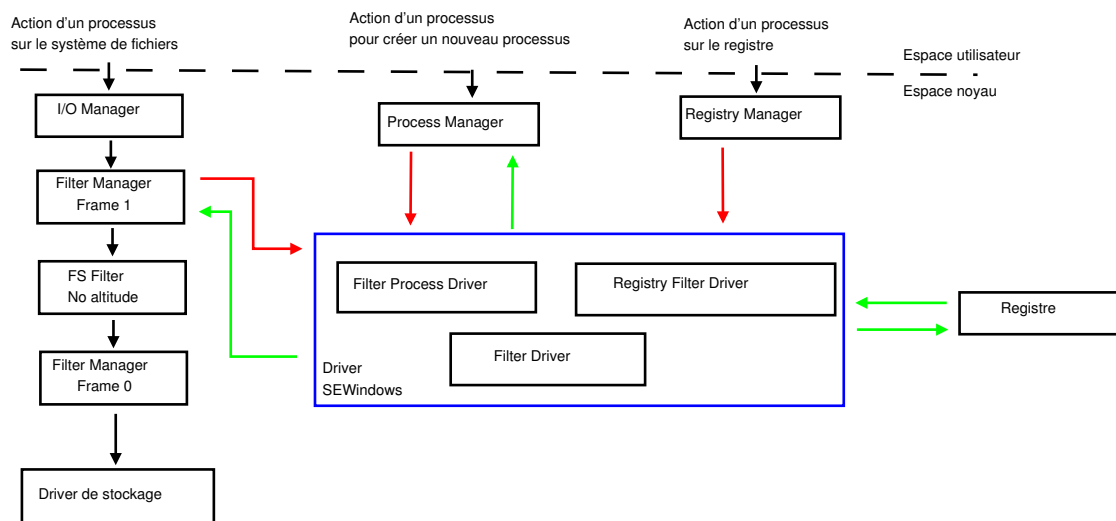 Action d'un processus
sur le système de fichiers
Action d'un processus
pour créer un nouveau processus
Action d'un processus
sur le registre
Espace utilisateur
Espace noyau
I/O Manager
Process Manager
Registry Manager
Filter Manager
Frame 1
FS Filter
No altitude
Filter Process Driver
Registry Filter Driver
Registre
Filter Driver
Driver
SEWindows
Filter Manager
Frame 0
Driver de stockage